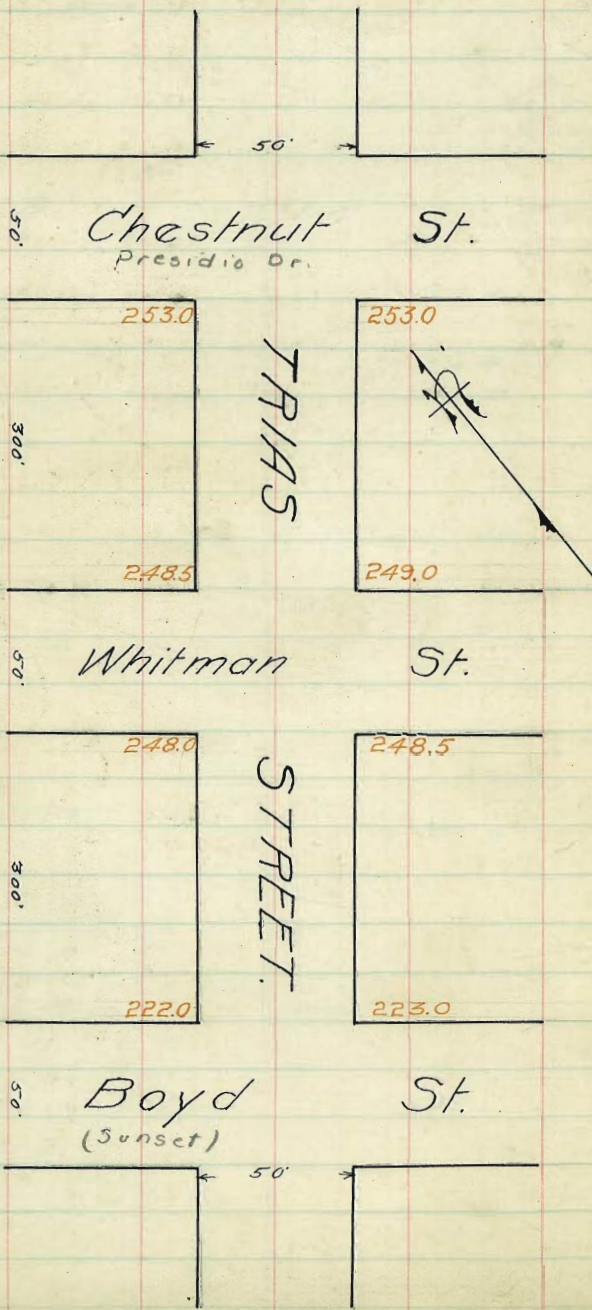 50'
50' Chestnut St.
Presidio Dr.
253.0 253.0
TRIAS
N
300'
248.5 249.0
50' Whitman St.
248.0 248.5
STREET.
300'
222.0 223.0
50' Boyd St.
(Sunset)
50'